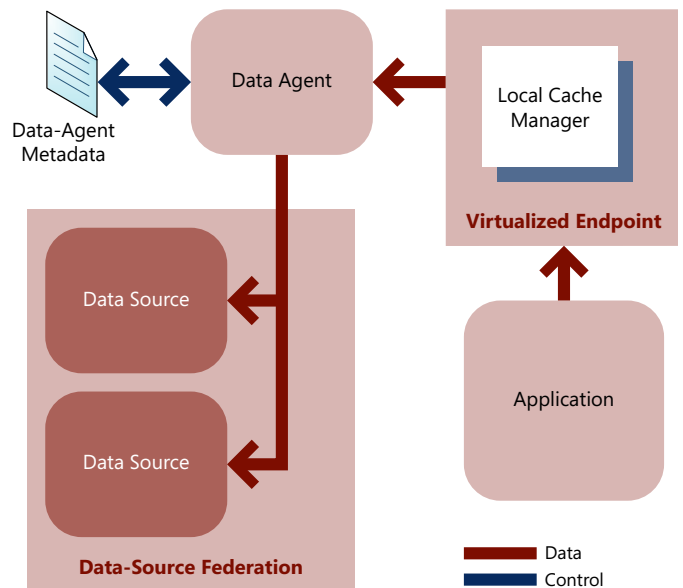 Data Agent
Data-Agent
Metadata
Local Cache
Manager
Virtualized Endpoint
Data Source
Data Source
Data-Source Federation
Application
Data
Control